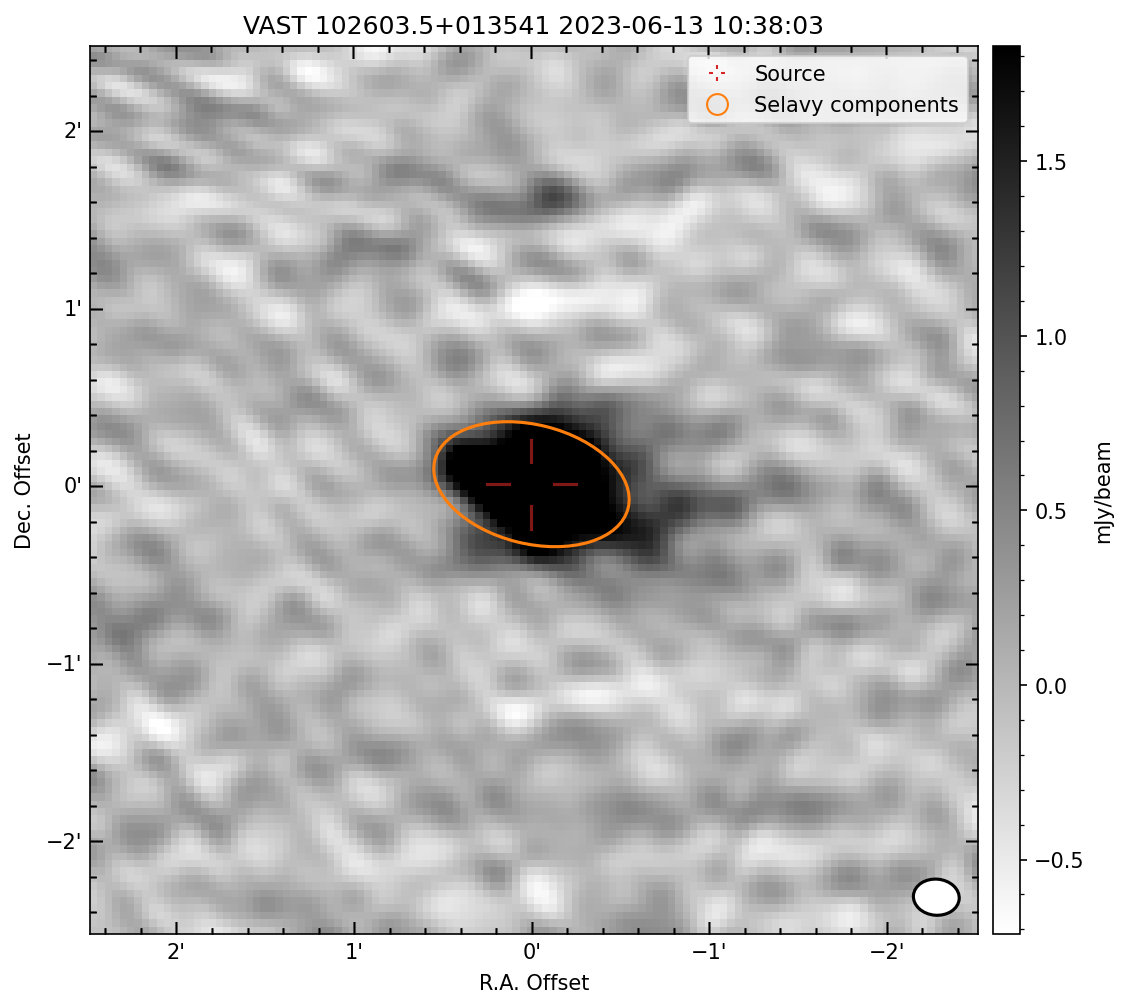 VAST 102603.5+013541 2023-06-13 10:38:03
Source
Selavy components
2'
1'
0'
−1'
−2'
Dec. Offset
2'
1'
0'
−1'
−2'
R.A. Offset
1.5
1.0
0.5
0.0
−0.5
mJy/beam